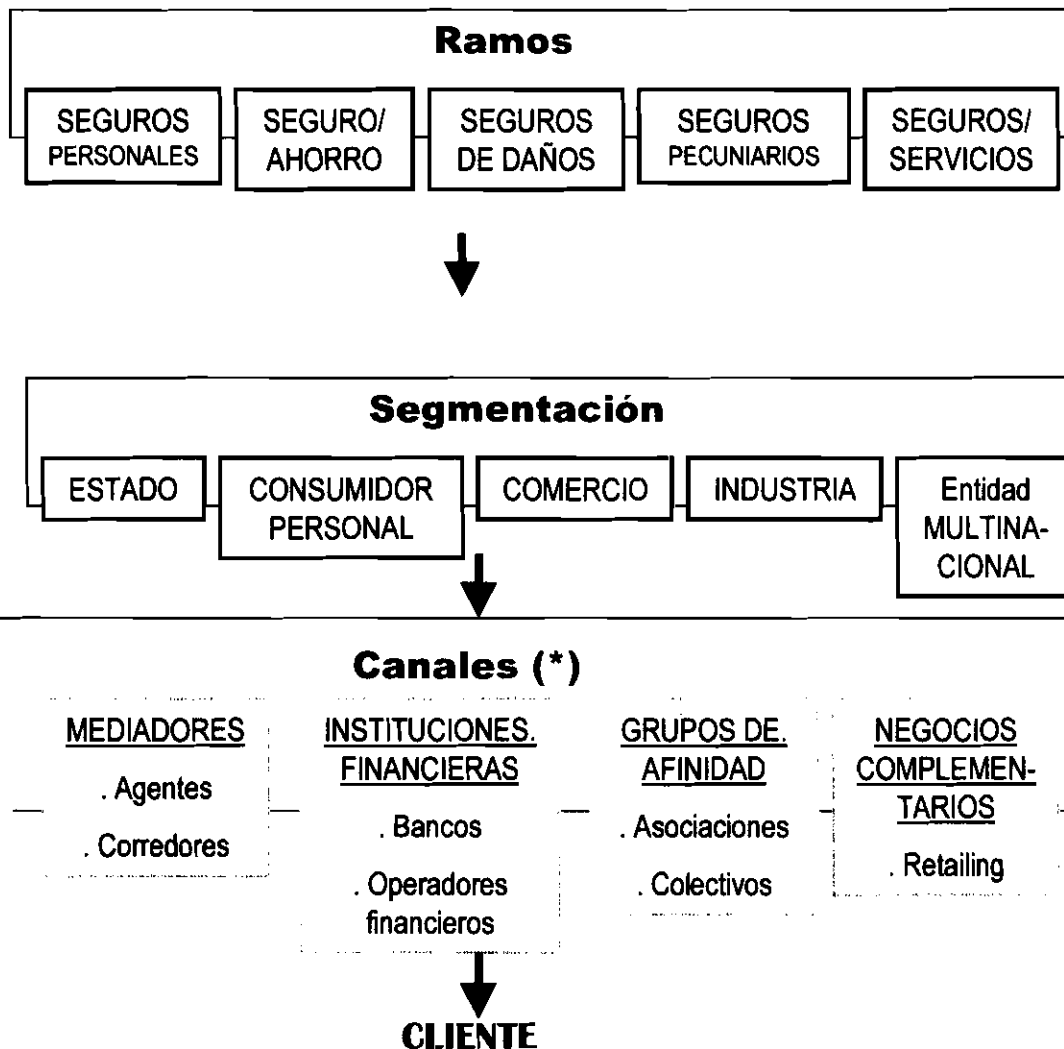 Ramos
SEGUROS
PERSONALES
SEGURO/
AHORRO
SEGUROS
DE DAÑOS
SEGUROS
PECUNIARIOS
SEGUROS/
SERVICIOS
Segmentación
ESTADO
CONSUMIDOR
PERSONAL
COMERCIO
INDUSTRIA
Entidad
MULTINA-
CIONAL
Canales (*)
MEDIADORES
. Agentes
. Corredores
INSTITUCIONES.
FINANCIERAS
. Bancos
. Operadores
financieros
GRUPOS DE.
AFINIDAD
. Asociaciones
. Colectivos
NEGOCIOS
COMPLEMEN-
TARIOS
. Retailing
CLIENTE